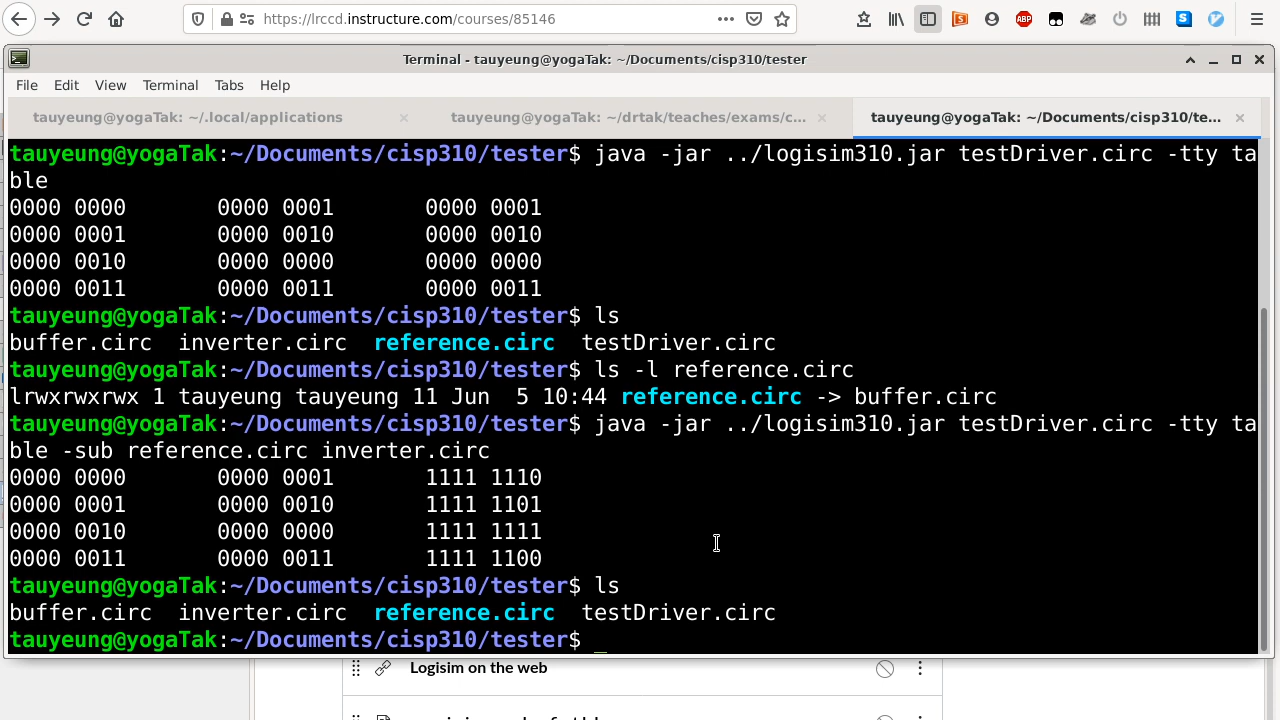 https://lrccd.instructure.com/courses/85146
Terminal - tauyeung@yogaTak: ~/Documents/cisp310/tester
File Edit View Terminal Tabs Help
tauyeung@yogaTak: ~/.local/applications
tauyeung@yogaTak: ~/drtak/teaches/exams/c...
tauyeung@yogaTak: ~/Documents/cisp310/te...
tauyeung@yogaTak:~/Documents/cisp310/tester$ java -jar ../logisim310.jar testDriver.circ -tty ta
ble
0000 0000 0000 0001 0000 0001
0000 0001 0000 0010 0000 0010
0000 0010 0000 0000 0000 0000
0000 0011 0000 0011 0000 0011
tauyeung@yogaTak:~/Documents/cisp310/tester$ ls
buffer.circ inverter.circ reference.circ testDriver.circ
tauyeung@yogaTak:~/Documents/cisp310/tester$ ls -l reference.circ
lrwxrwxrwx 1 tauyeung tauyeung 11 Jun 5 10:44 reference.circ -> buffer.circ
tauyeung@yogaTak:~/Documents/cisp310/tester$ java -jar ../logisim310.jar testDriver.circ -tty ta
ble -sub reference.circ inverter.circ
0000 0000 0000 0001 1111 1110
0000 0001 0000 0010 1111 1101
0000 0010 0000 0000 1111 1111
0000 0011 0000 0011 1111 1100
tauyeung@yogaTak:~/Documents/cisp310/tester$ ls
buffer.circ inverter.circ reference.circ testDriver.circ
tauyeung@yogaTak:~/Documents/cisp310/tester$
Logisim on the web